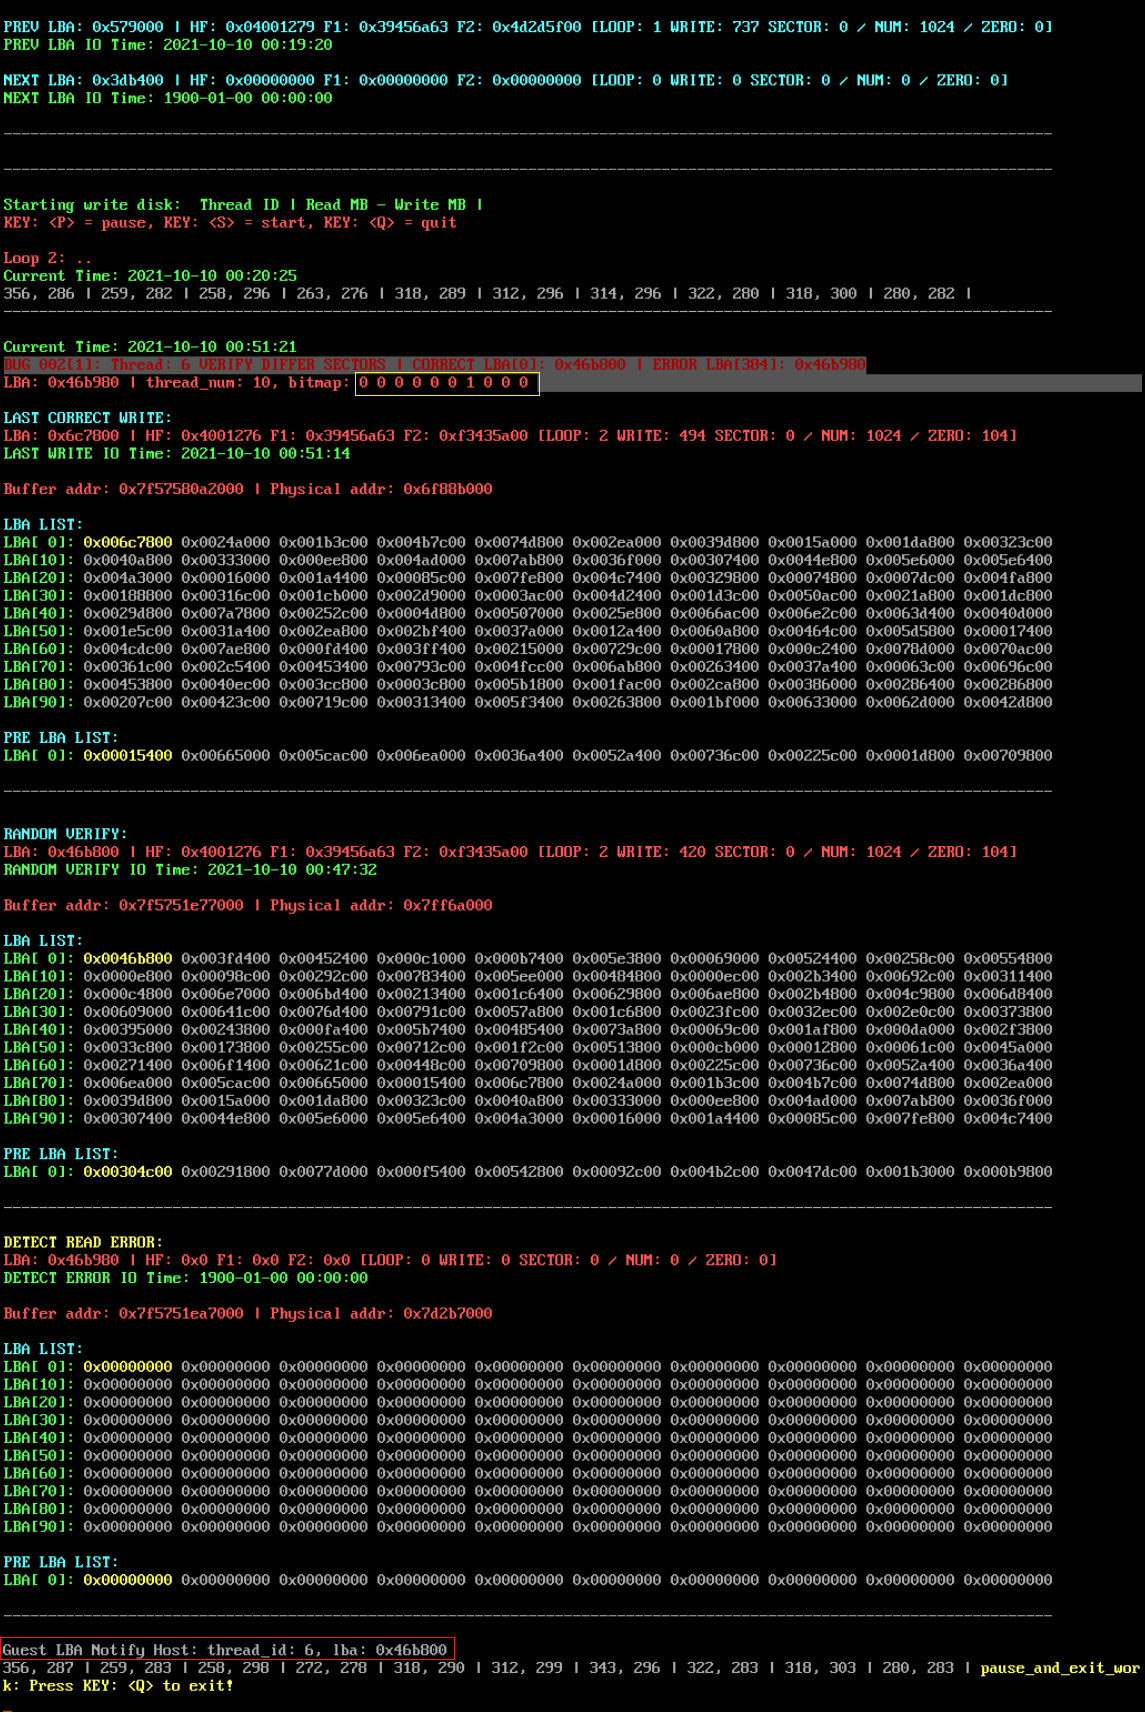 PREV LBA: 0x579000 | HF: 0x04001279 F1: 0x39456a63 F2: 0x4d2d5f00 [LOOP: 1 WRITE: 737 SECTOR: 0 / NUM: 1024 / ZERO: 0]
PREV LBA IO Time: 2021-10-10 00:19:20
NEXT LBA: 0x3db400 | HF: 0x00000000 F1: 0x00000000 F2: 0x00000000 [LOOP: 0 WRITE: 0 SECTOR: 0 / NUM: 0 / ZERO: 0]
NEXT LBA IO Time: 1900-01-00 00:00:00
Starting write disk:  Thread ID | Read MB - Write MB |
KEY: <P> = pause, KEY: <S> = start, KEY: <Q> = quit
Loop 2: ..
Current Time: 2021-10-10 00:20:25
356, 286 | 259, 282 | 258, 296 | 263, 276 | 318, 289 | 312, 296 | 314, 296 | 322, 280 | 318, 300 | 280, 282 |
Current Time: 2021-10-10 00:51:21
BUG 002[1]: Thread: 6 VERIFY DIFFER SECTORS | CORRECT LBA[0]: 0x46b800 | ERROR LBA[384]: 0x46b980
LBA: 0x46b980 | thread_num: 10, bitmap: 0 0 0 0 0 0 1 0 0 0
LAST CORRECT WRITE:
LBA: 0x6c7800 | HF: 0x4001276 F1: 0x39456a63 F2: 0xf3435a00 [LOOP: 2 WRITE: 494 SECTOR: 0 / NUM: 1024 / ZERO: 104]
LAST WRITE IO Time: 2021-10-10 00:51:14
Buffer addr: 0x7f57580a2000 | Physical addr: 0x6f88b000
LBA LIST:
LBA[ 0]: 0x006c7800 0x0024a000 0x001b3c00 0x004b7c00 0x0074d800 0x002ea000 0x0039d800 0x0015a000 0x001da800 0x00323c00
LBA[10]: 0x0040a800 0x00333000 0x000ee800 0x004ad000 0x007ab800 0x0036f000 0x00307400 0x0044e800 0x005e6000 0x005e6400
LBA[20]: 0x004a3000 0x00016000 0x001a4400 0x00085c00 0x007fe800 0x004c7400 0x00329800 0x00074800 0x0007dc00 0x004fa800
LBA[30]: 0x00188800 0x00316c00 0x001cb000 0x002d9000 0x0003ac00 0x004d2400 0x001d3c00 0x0050ac00 0x0021a800 0x001dc800
LBA[40]: 0x0029d800 0x007a7800 0x00252c00 0x0004d800 0x00507000 0x0025e800 0x0066ac00 0x006e2c00 0x0063d400 0x0040d000
LBA[50]: 0x001e5c00 0x0031a400 0x002ea800 0x002bf400 0x0037a000 0x0012a400 0x0060a800 0x00464c00 0x005d5800 0x00017400
LBA[60]: 0x004cdc00 0x007ae800 0x000fd400 0x003ff400 0x00215000 0x00729c00 0x00017800 0x000c2400 0x0078d000 0x0070ac00
LBA[70]: 0x00361c00 0x002c5400 0x00453400 0x00793c00 0x004fcc00 0x006ab800 0x00263400 0x0037a400 0x00063c00 0x00696c00
LBA[80]: 0x00453800 0x0040ec00 0x003cc800 0x0003c800 0x005b1800 0x001fac00 0x002ca800 0x00386000 0x00286400 0x00286800
LBA[90]: 0x00207c00 0x00423c00 0x00719c00 0x00313400 0x005f3400 0x00263800 0x001bf000 0x00633000 0x0062d000 0x0042d800
PRE LBA LIST:
LBA[ 0]: 0x00015400 0x00665000 0x005cac00 0x006ea000 0x0036a400 0x0052a400 0x00736c00 0x00225c00 0x0001d800 0x00709800
RANDOM VERIFY:
LBA: 0x46b800 | HF: 0x4001276 F1: 0x39456a63 F2: 0xf3435a00 [LOOP: 2 WRITE: 420 SECTOR: 0 / NUM: 1024 / ZERO: 104]
RANDOM VERIFY IO Time: 2021-10-10 00:47:32
Buffer addr: 0x7f5751e77000 | Physical addr: 0x7ff6a000
LBA LIST:
LBA[ 0]: 0x0046b800 0x003fd400 0x00452400 0x000c1000 0x000b7400 0x005e3800 0x00069000 0x00524400 0x00258c00 0x00554800
LBA[10]: 0x0000e800 0x00098c00 0x00292c00 0x00783400 0x005ee000 0x00484800 0x0000ec00 0x002b3400 0x00692c00 0x00311400
LBA[20]: 0x000c4800 0x006e7000 0x006bd400 0x00213400 0x001c6400 0x00629800 0x006ae800 0x002b4800 0x004c9800 0x006d8400
LBA[30]: 0x00609000 0x00641c00 0x0076d400 0x00791c00 0x0057a800 0x001c6800 0x0023fc00 0x0032ec00 0x002e0c00 0x00373800
LBA[40]: 0x00395000 0x00243800 0x000fa400 0x005b7400 0x00485400 0x0073a800 0x00069c00 0x001af800 0x000da000 0x002f3800
LBA[50]: 0x0033c800 0x00173800 0x00255c00 0x00712c00 0x001f2c00 0x00513800 0x000cb000 0x00012800 0x00061c00 0x0045a000
LBA[60]: 0x00271400 0x006f1400 0x00621c00 0x00448c00 0x00709800 0x0001d800 0x00225c00 0x00736c00 0x0052a400 0x0036a400
LBA[70]: 0x006ea000 0x005cac00 0x00665000 0x00015400 0x006c7800 0x0024a000 0x001b3c00 0x004b7c00 0x0074d800 0x002ea000
LBA[80]: 0x0039d800 0x0015a000 0x001da800 0x00323c00 0x0040a800 0x00333000 0x000ee800 0x004ad000 0x007ab800 0x0036f000
LBA[90]: 0x00307400 0x0044e800 0x005e6000 0x005e6400 0x004a3000 0x00016000 0x001a4400 0x00085c00 0x007fe800 0x004c7400
PRE LBA LIST:
LBA[ 0]: 0x00304c00 0x00291800 0x0077d000 0x000f5400 0x00542800 0x00092c00 0x004b2c00 0x0047dc00 0x001b3000 0x000b9800
DETECT READ ERROR:
LBA: 0x46b980 | HF: 0x0 F1: 0x0 F2: 0x0 [LOOP: 0 WRITE: 0 SECTOR: 0 / NUM: 0 / ZERO: 0]
DETECT ERROR IO Time: 1900-01-00 00:00:00
Buffer addr: 0x7f5751ea7000 | Physical addr: 0x7d2b7000
LBA LIST:
LBA[ 0]: 0x00000000 0x00000000 0x00000000 0x00000000 0x00000000 0x00000000 0x00000000 0x00000000 0x00000000 0x00000000
LBA[10]: 0x00000000 0x00000000 0x00000000 0x00000000 0x00000000 0x00000000 0x00000000 0x00000000 0x00000000 0x00000000
LBA[20]: 0x00000000 0x00000000 0x00000000 0x00000000 0x00000000 0x00000000 0x00000000 0x00000000 0x00000000 0x00000000
LBA[30]: 0x00000000 0x00000000 0x00000000 0x00000000 0x00000000 0x00000000 0x00000000 0x00000000 0x00000000 0x00000000
LBA[40]: 0x00000000 0x00000000 0x00000000 0x00000000 0x00000000 0x00000000 0x00000000 0x00000000 0x00000000 0x00000000
LBA[50]: 0x00000000 0x00000000 0x00000000 0x00000000 0x00000000 0x00000000 0x00000000 0x00000000 0x00000000 0x00000000
LBA[60]: 0x00000000 0x00000000 0x00000000 0x00000000 0x00000000 0x00000000 0x00000000 0x00000000 0x00000000 0x00000000
LBA[70]: 0x00000000 0x00000000 0x00000000 0x00000000 0x00000000 0x00000000 0x00000000 0x00000000 0x00000000 0x00000000
LBA[80]: 0x00000000 0x00000000 0x00000000 0x00000000 0x00000000 0x00000000 0x00000000 0x00000000 0x00000000 0x00000000
LBA[90]: 0x00000000 0x00000000 0x00000000 0x00000000 0x00000000 0x00000000 0x00000000 0x00000000 0x00000000 0x00000000
PRE LBA LIST:
LBA[ 0]: 0x00000000 0x00000000 0x00000000 0x00000000 0x00000000 0x00000000 0x00000000 0x00000000 0x00000000 0x00000000
Guest LBA Notify Host: thread_id: 6, lba: 0x46b800
356, 287 | 259, 283 | 258, 298 | 272, 278 | 318, 290 | 312, 299 | 343, 296 | 322, 283 | 318, 303 | 280, 283 | pause_and_exit_wor
k: Press KEY: <Q> to exit!